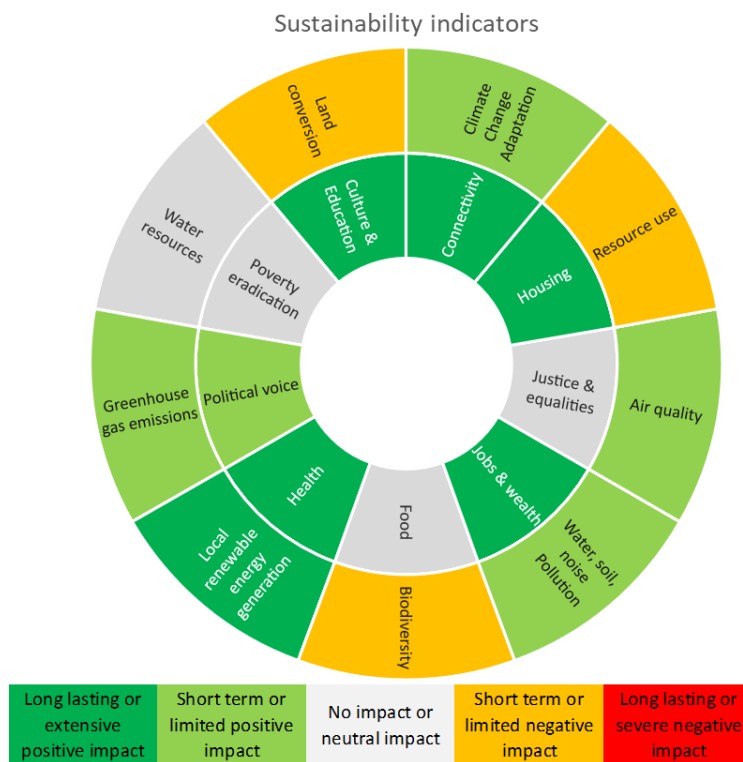 Sustainability indicators
Climate
Change
Adaptation
Resource use
Air quality
Water, soil,
noise
Pollution
Biodiversity
Local
renewable
energy
generation
Greenhouse
gas emissions
Water
resources
Land
conversion
Connectivity
Housing
Justice &
equalities
Jobs & wealth
Food
Health
Political voice
Poverty
eradication
Culture &
Education
Long lasting or
extensive
positive impact
Short term or
limited positive
impact
No impact or
neutral impact
Short term or
limited negative
impact
Long lasting or
severe negative
impact